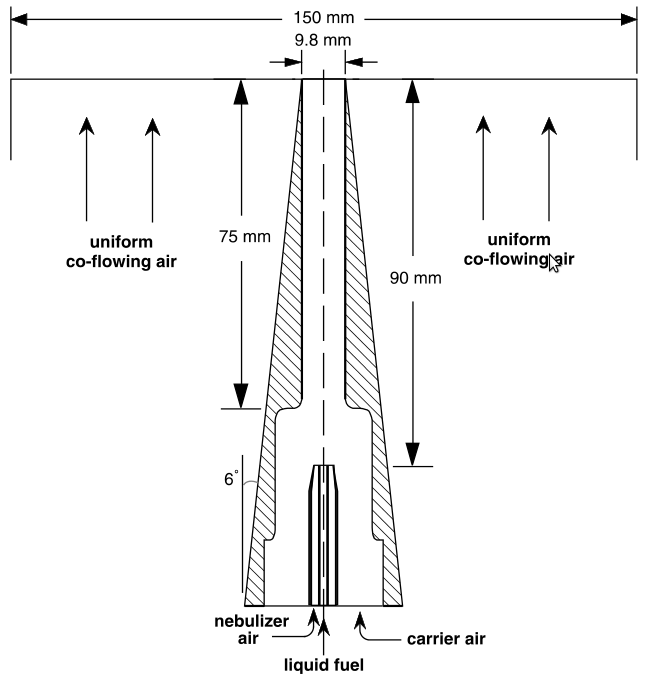 150 mm
9.8 mm
75 mm
uniform
co-flowing air
uniform
co-flowing air
90 mm
6°
nebulizer
air
carrier air
liquid fuel